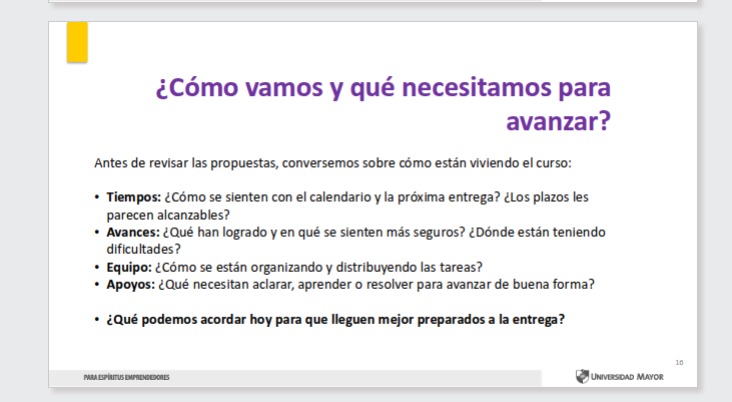 ¿Cómo vamos y qué necesitamos para
avanzar?
Antes de revisar las propuestas, conversemos sobre cómo están viviendo el curso:
• Tiempos: ¿Cómo se sienten con el calendario y la próxima entrega? ¿Los plazos les
parecen alcanzables?
• Avances: ¿Qué han logrado y en qué se sienten más seguros? ¿Dónde están teniendo
dificultades?
• Equipo: ¿Cómo se están organizando y distribuyendo las tareas?
• Apoyos: ¿Qué necesitan aclarar, aprender o resolver para avanzar de buena forma?
• ¿Qué podemos acordar hoy para que lleguen mejor preparados a la entrega?
16
PARA ESPÍRITUS EMPRENDEDORES
UNIVERSIDAD MAYOR